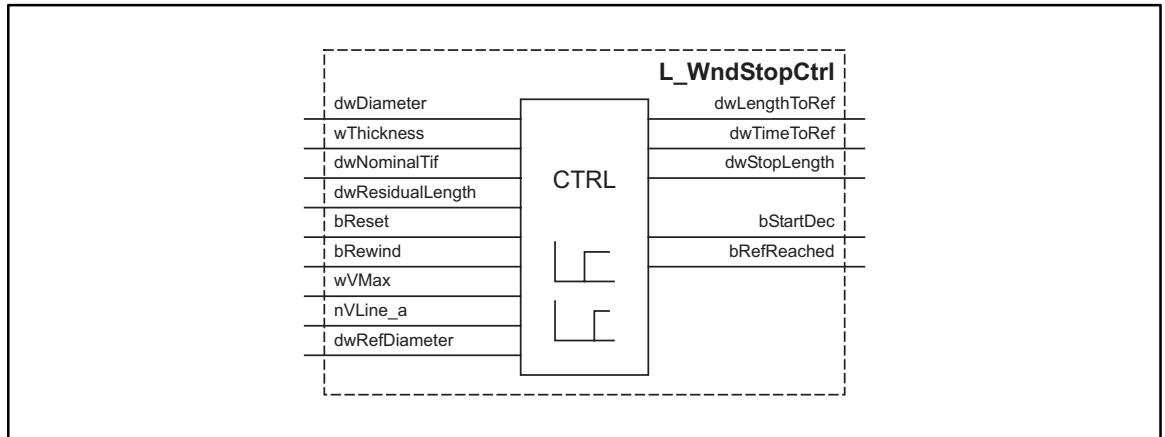 L_WndStopCtrl
dwDiameter
wThickness
dwNominalTif
dwResidualLength
bReset
bRewind
wVMax
nVLine_a
dwRefDiameter
CTRL
dwLengthToRef
dwTimeToRef
dwStopLength
bStartDec
bRefReached